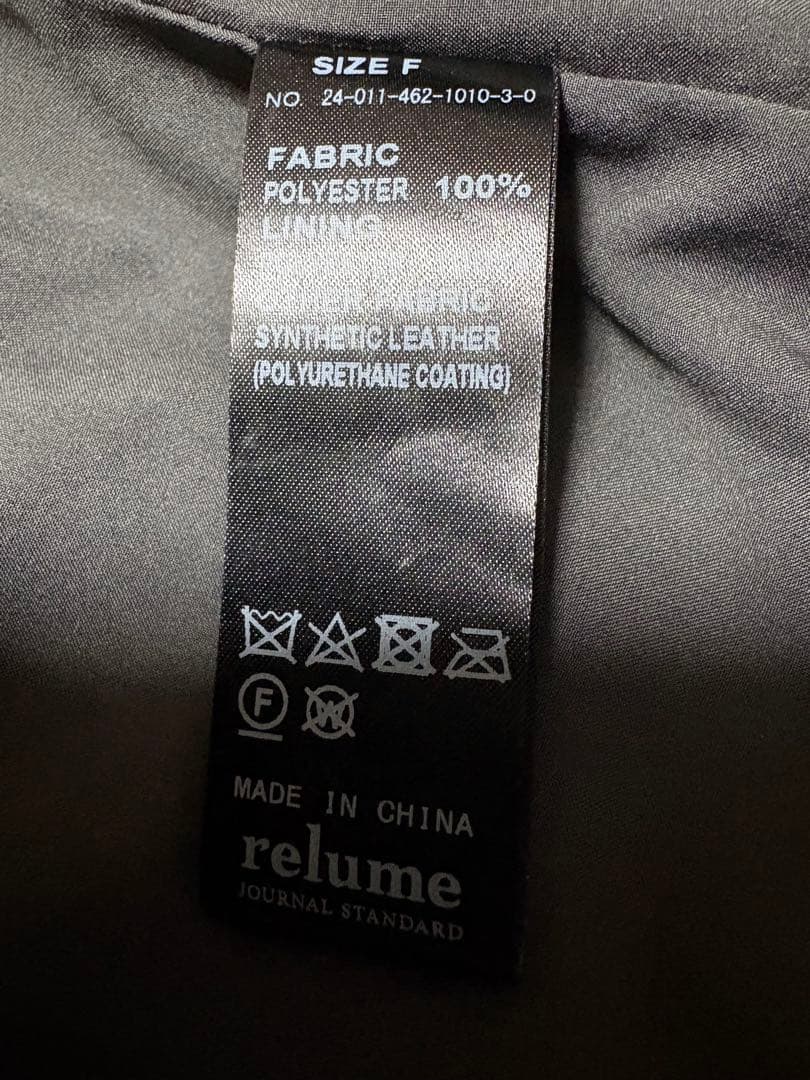 SIZE F
NO. 24-011-462-1010-3-0
FABRIC
POLYESTER 100%
LINING
FABRIC
SYNTHETIC LEATHER
(POLYURETHANE COATING)
F
W
MADE IN CHINA
relume
JOURNAL STANDARD